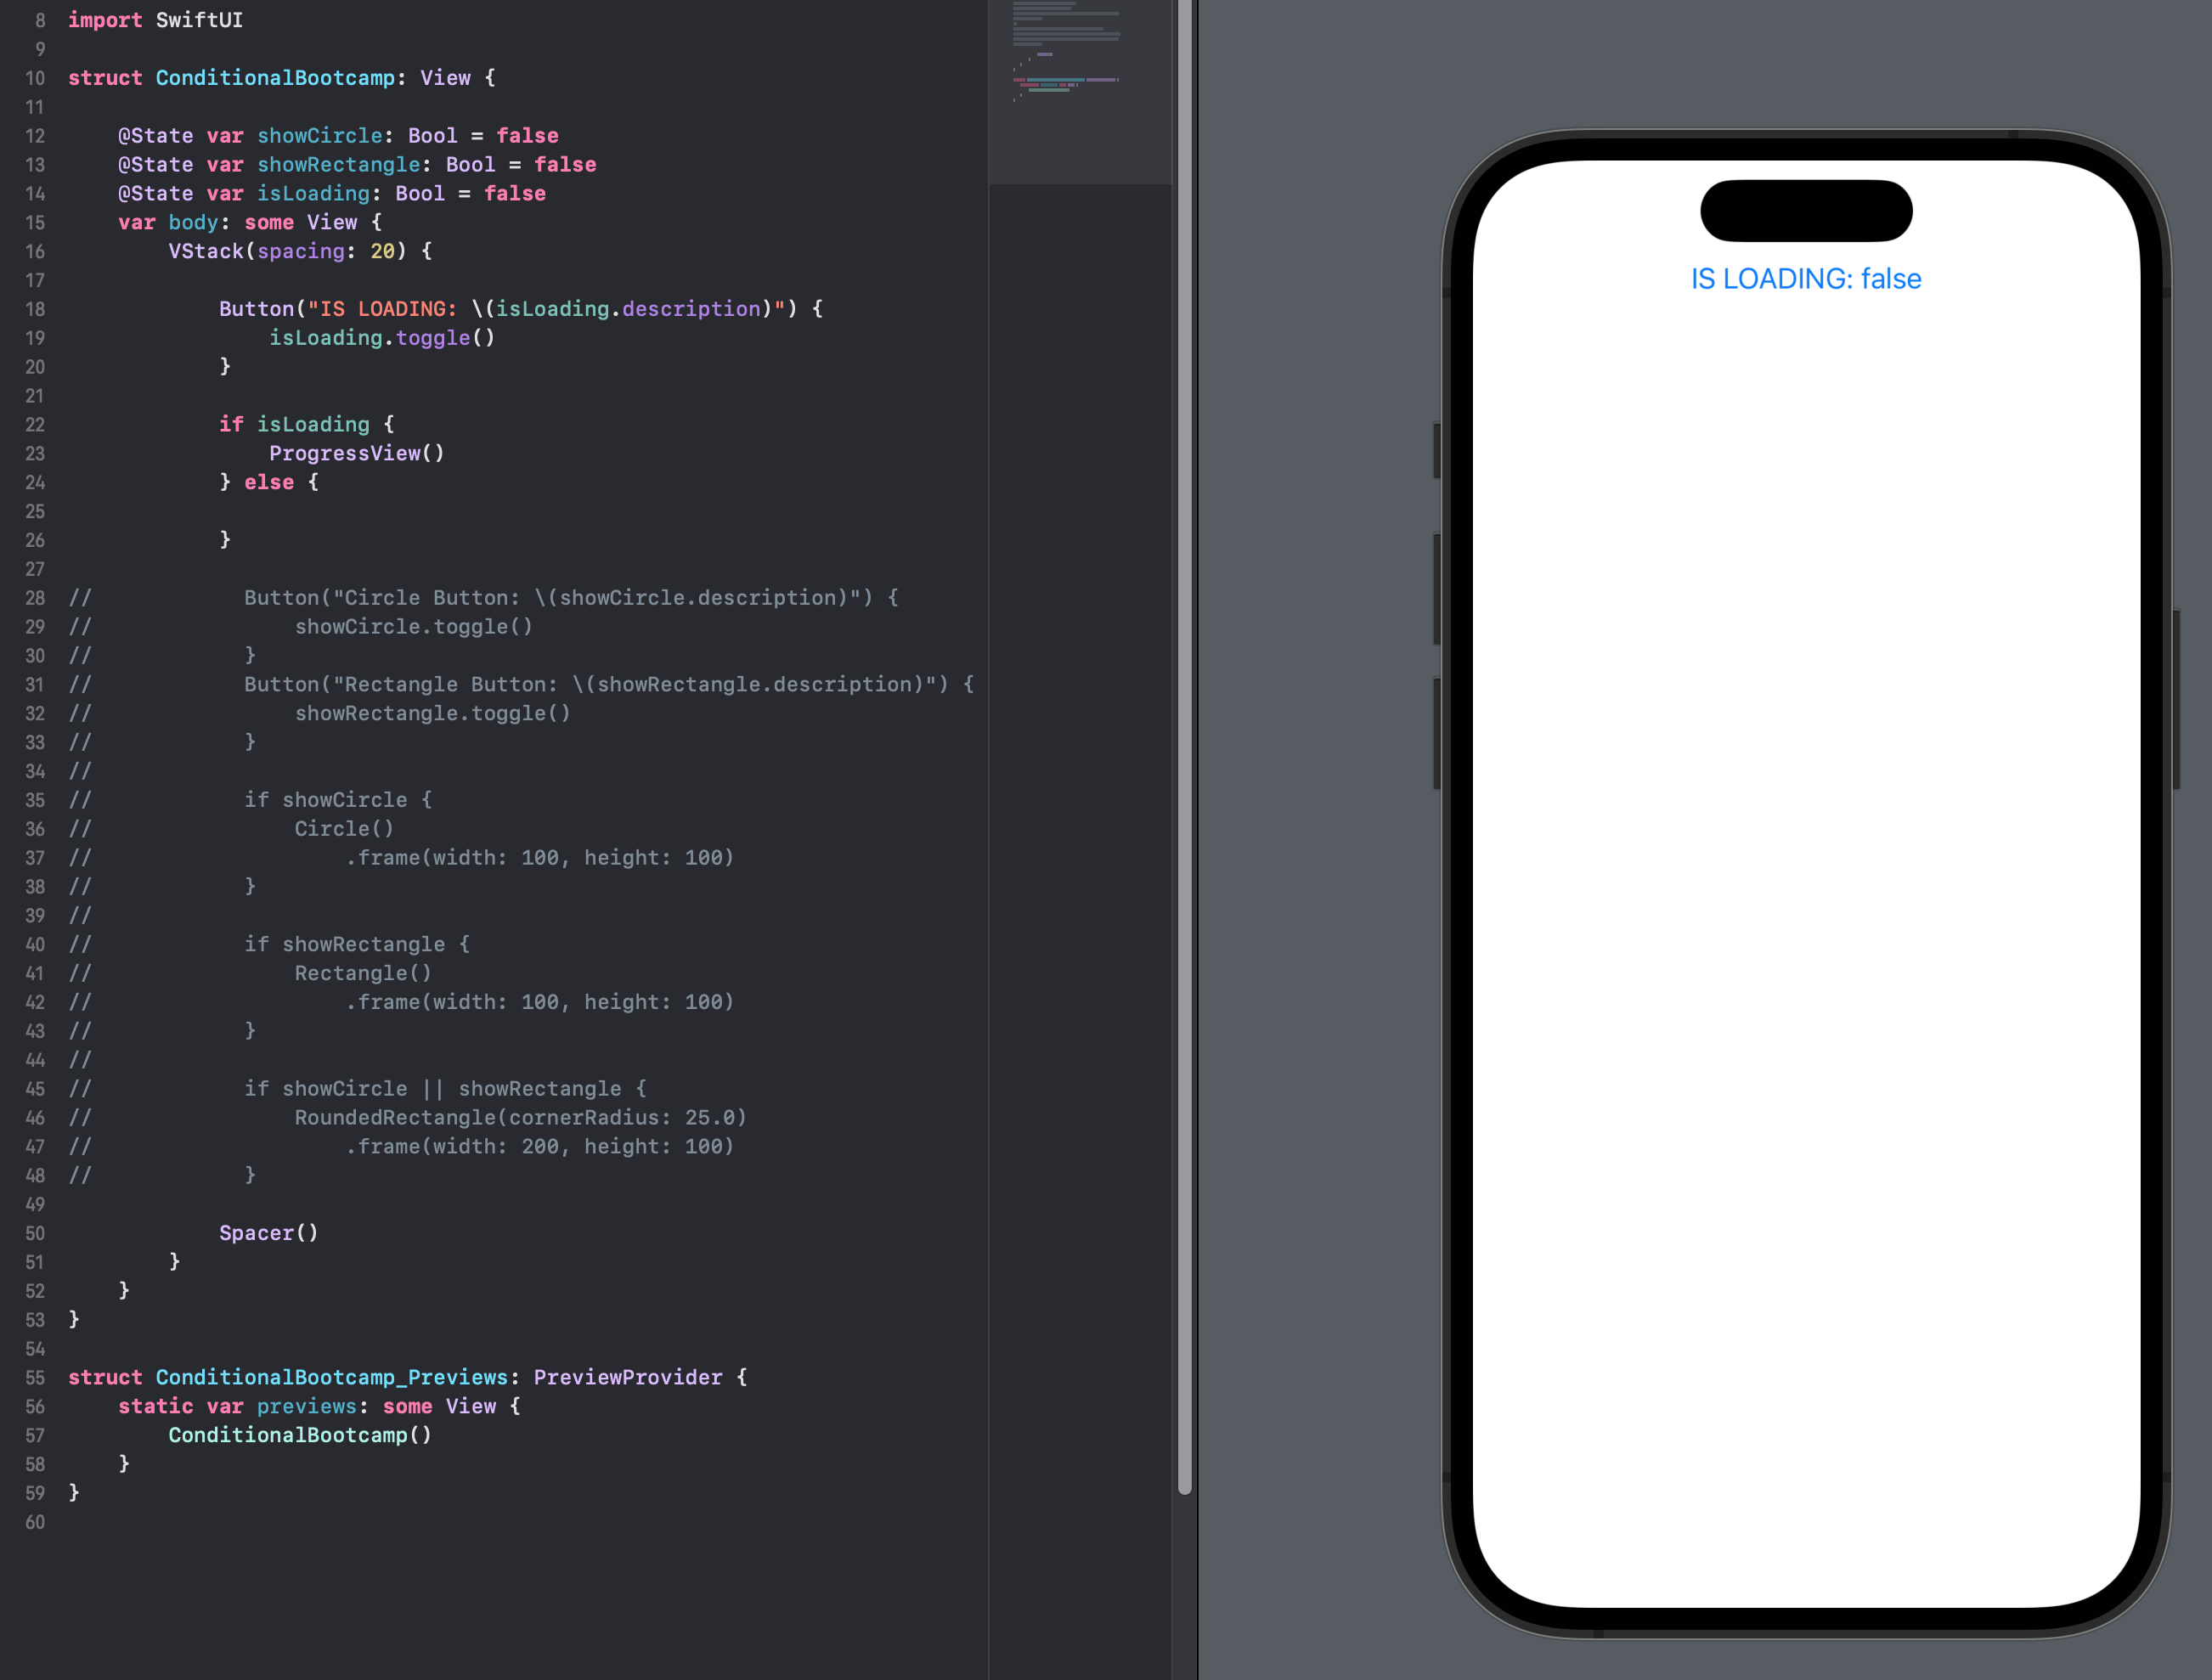 8 import SwiftUI
9
10 struct ConditionalBootcamp: View {
11
12     @State var showCircle: Bool = false
13     @State var showRectangle: Bool = false
14     @State var isLoading: Bool = false
15     var body: some View {
16         VStack(spacing: 20) {
17
18             Button("IS LOADING: \(isLoading.description)") {
19                 isLoading.toggle()
20             }
21
22             if isLoading {
23                 ProgressView()
24             } else {
25
26             }
27
28 //            Button("Circle Button: \(showCircle.description)") {
29 //                showCircle.toggle()
30 //            }
31 //            Button("Rectangle Button: \(showRectangle.description)") {
32 //                showRectangle.toggle()
33 //            }
34 //
35 //            if showCircle {
36 //                Circle()
37 //                    .frame(width: 100, height: 100)
38 //            }
39 //
40 //            if showRectangle {
41 //                Rectangle()
42 //                    .frame(width: 100, height: 100)
43 //            }
44 //
45 //            if showCircle || showRectangle {
46 //                RoundedRectangle(cornerRadius: 25.0)
47 //                    .frame(width: 200, height: 100)
48 //            }
49
50             Spacer()
51         }
52     }
53 }
54
55 struct ConditionalBootcamp_Previews: PreviewProvider {
56     static var previews: some View {
57         ConditionalBootcamp()
58     }
59 }
60
IS LOADING: false